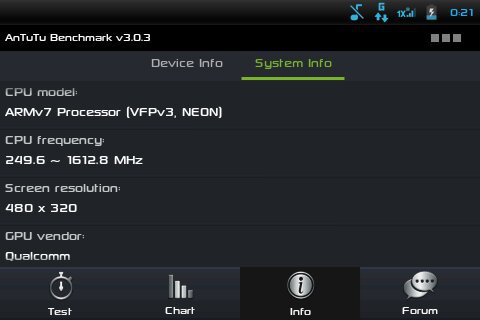 G 1X 0:21
AnTuTu Benchmark v3.0.3
Device Info System Info
CPU model:
ARMv7 Processor (VFPv3, NEON)
CPU frequency:
249.6 ~ 1612.8 MHz
Screen resolution:
480 x 320
GPU vendor:
Qualcomm
Test Chart Info Forum